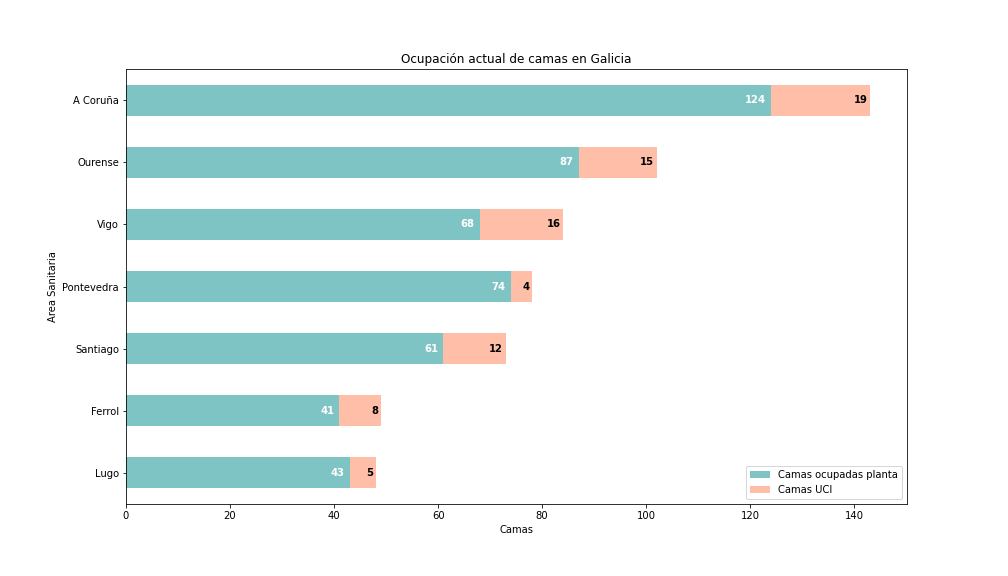 Ocupación actual de camas en Galicia
A Coruña 124 19
Ourense 87 15
Vigo 68 16
Pontevedra 74 4
Santiago 61 12
Ferrol 41 8
Lugo 43 5
Area Sanitaria
Camas ocupadas planta
Camas UCI
0 20 40 60 80 100 120 140
Camas